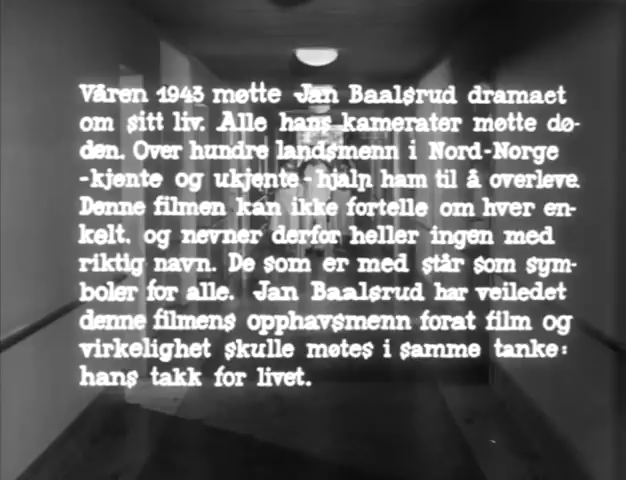 Våren 1943 møtte Jan Baalsrud dramaet
om sitt liv. Alle hans kamerater møtte dø-
den. Over hundre landsmenn i Nord-Norge
-kjente og ukjente- hjalp ham til å overleve.
Denne filmen kan ikke fortelle om hver en-
kelt. og nevner derfor heller ingen med
riktig navn. De som er med står som sym-
boler for alle. Jan Baalsrud har veiledet
denne filmens opphavsmenn forat film og
virkelighet skulle møtes i samme tanke:
hans takk for livet.